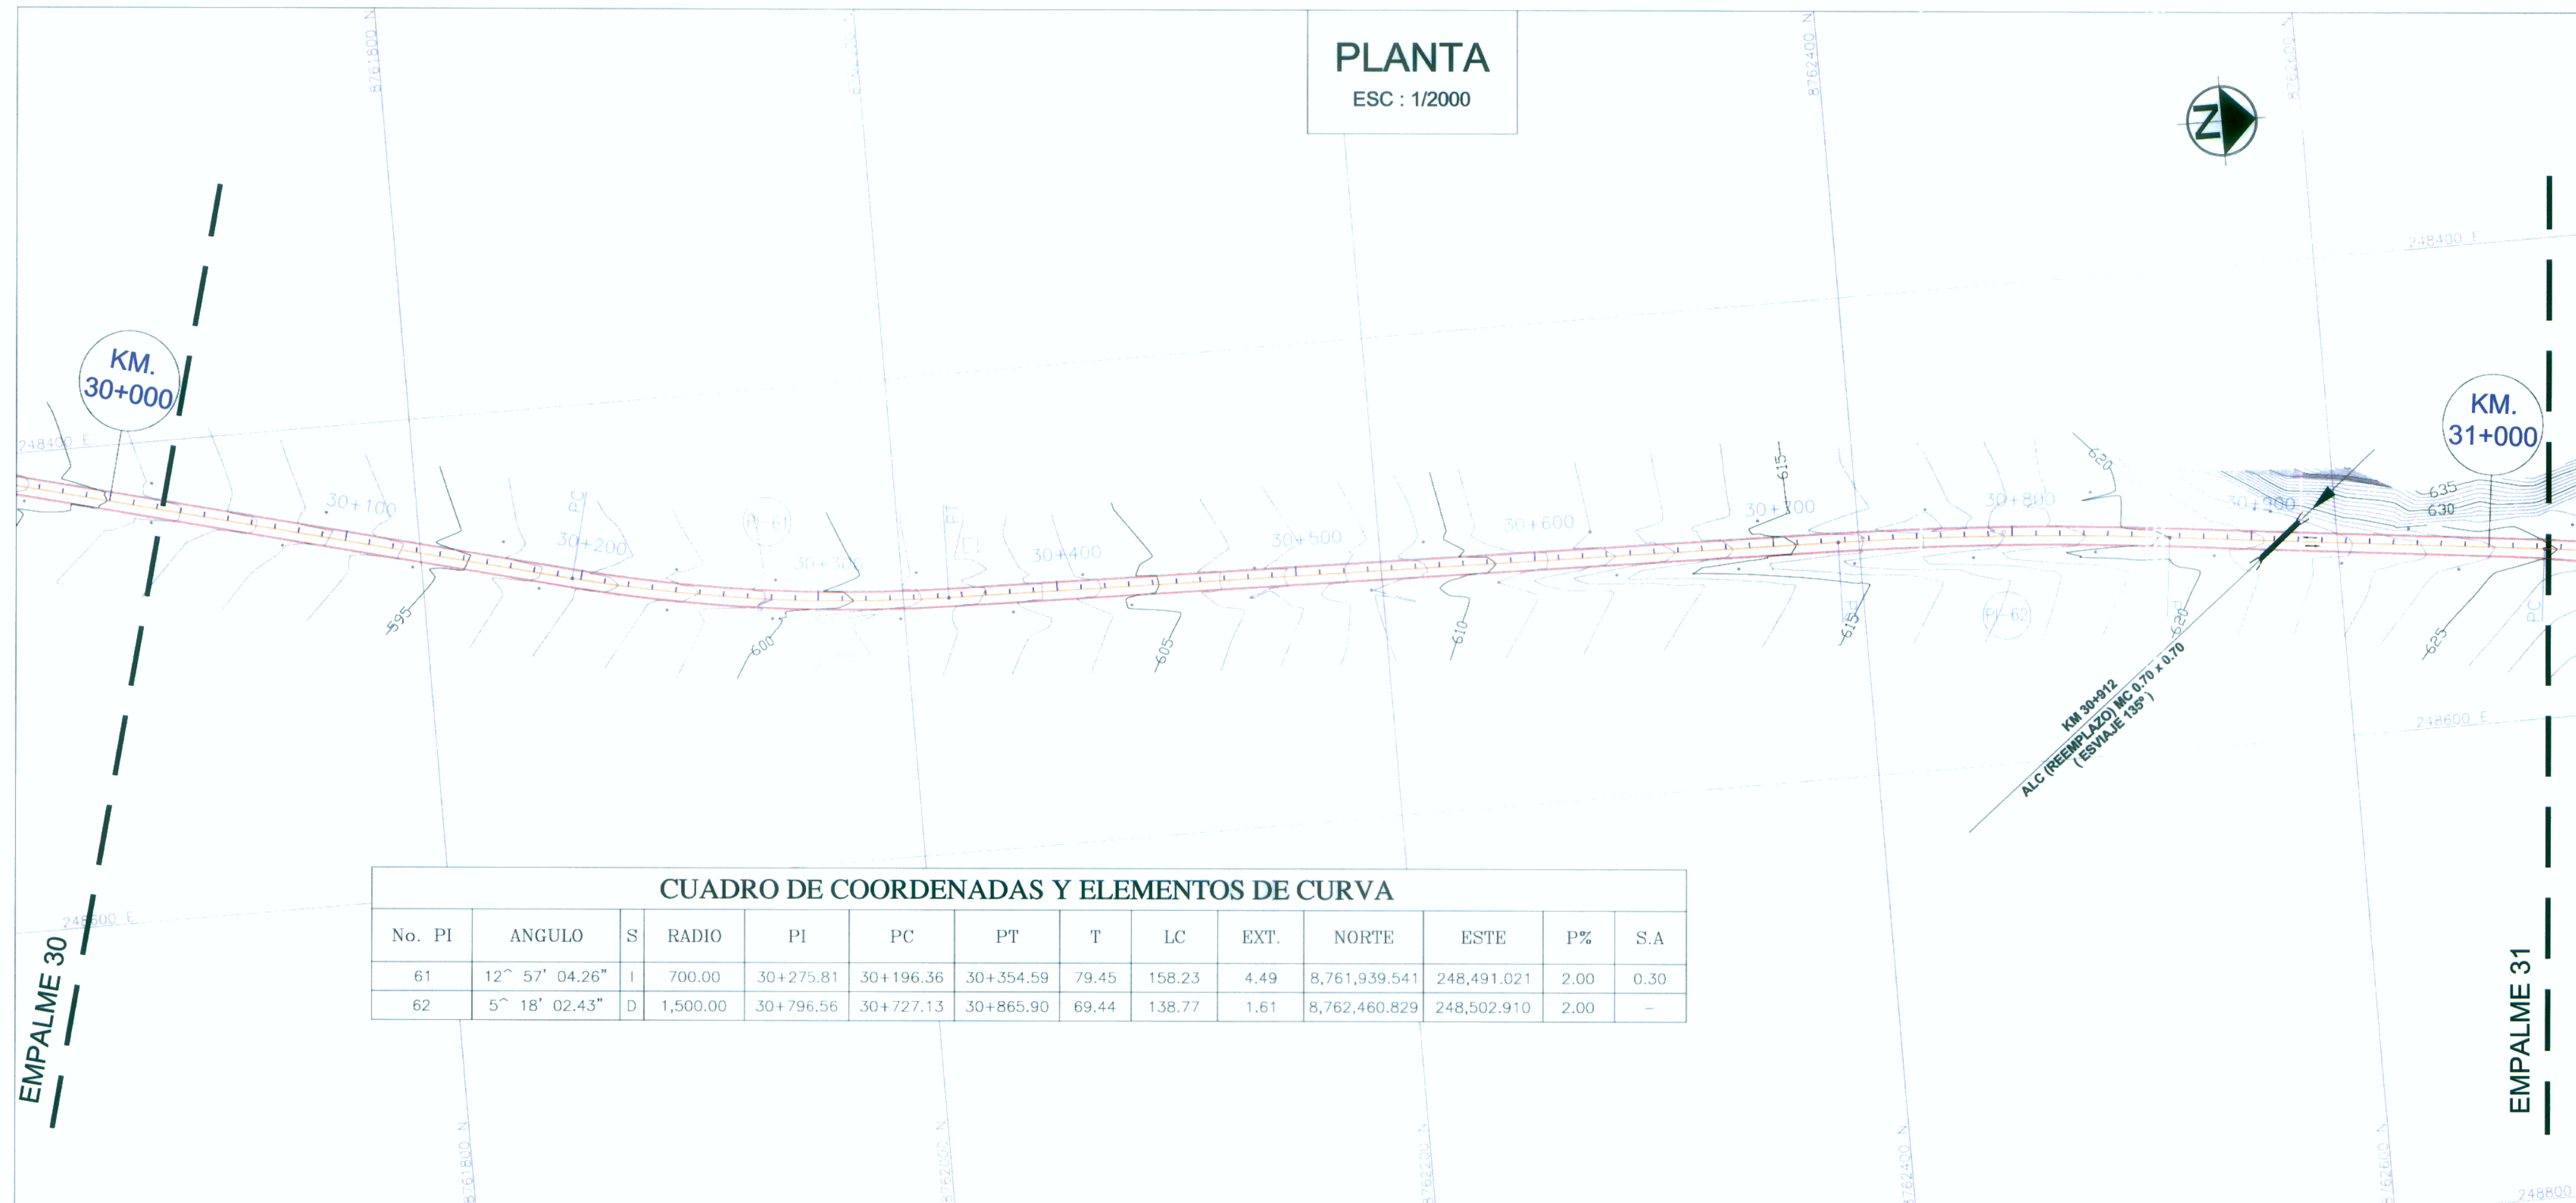 8761800 N
8762400 N
8762600 N
PLANTA
ESC : 1/2000
N
248400 E
KM.
30+000
KM.
31+000
248400 E
30+100
PC
30+200
PI-61
30+300
PT
30+400
30+500
30+600
615
30+700
30+800
620
30+900
635
630
595
600
605
610
615
PI-62
620
625
PC
KM 30+912
ALC (REEMPLAZO) MC 0.70 x 0.70
( ESVIAJE 135° )
248600 E
248600 E
EMPALME 30
EMPALME 31
CUADRO DE COORDENADAS Y ELEMENTOS DE CURVA
No. PI ANGULO S RADIO PI PC PT T LC EXT. NORTE ESTE P% S.A
61 12^ 57' 04.26" I 700.00 30+275.81 30+196.36 30+354.59 79.45 158.23 4.49 8,761,939.541 248,491.021 2.00 0.30
62 5^ 18' 02.43" D 1,500.00 30+796.56 30+727.13 30+865.90 69.44 138.77 1.61 8,762,460.829 248,502.910 2.00 -
8761800 N
8762000 N
8762200 N
8762400 N
8762600 N
248800